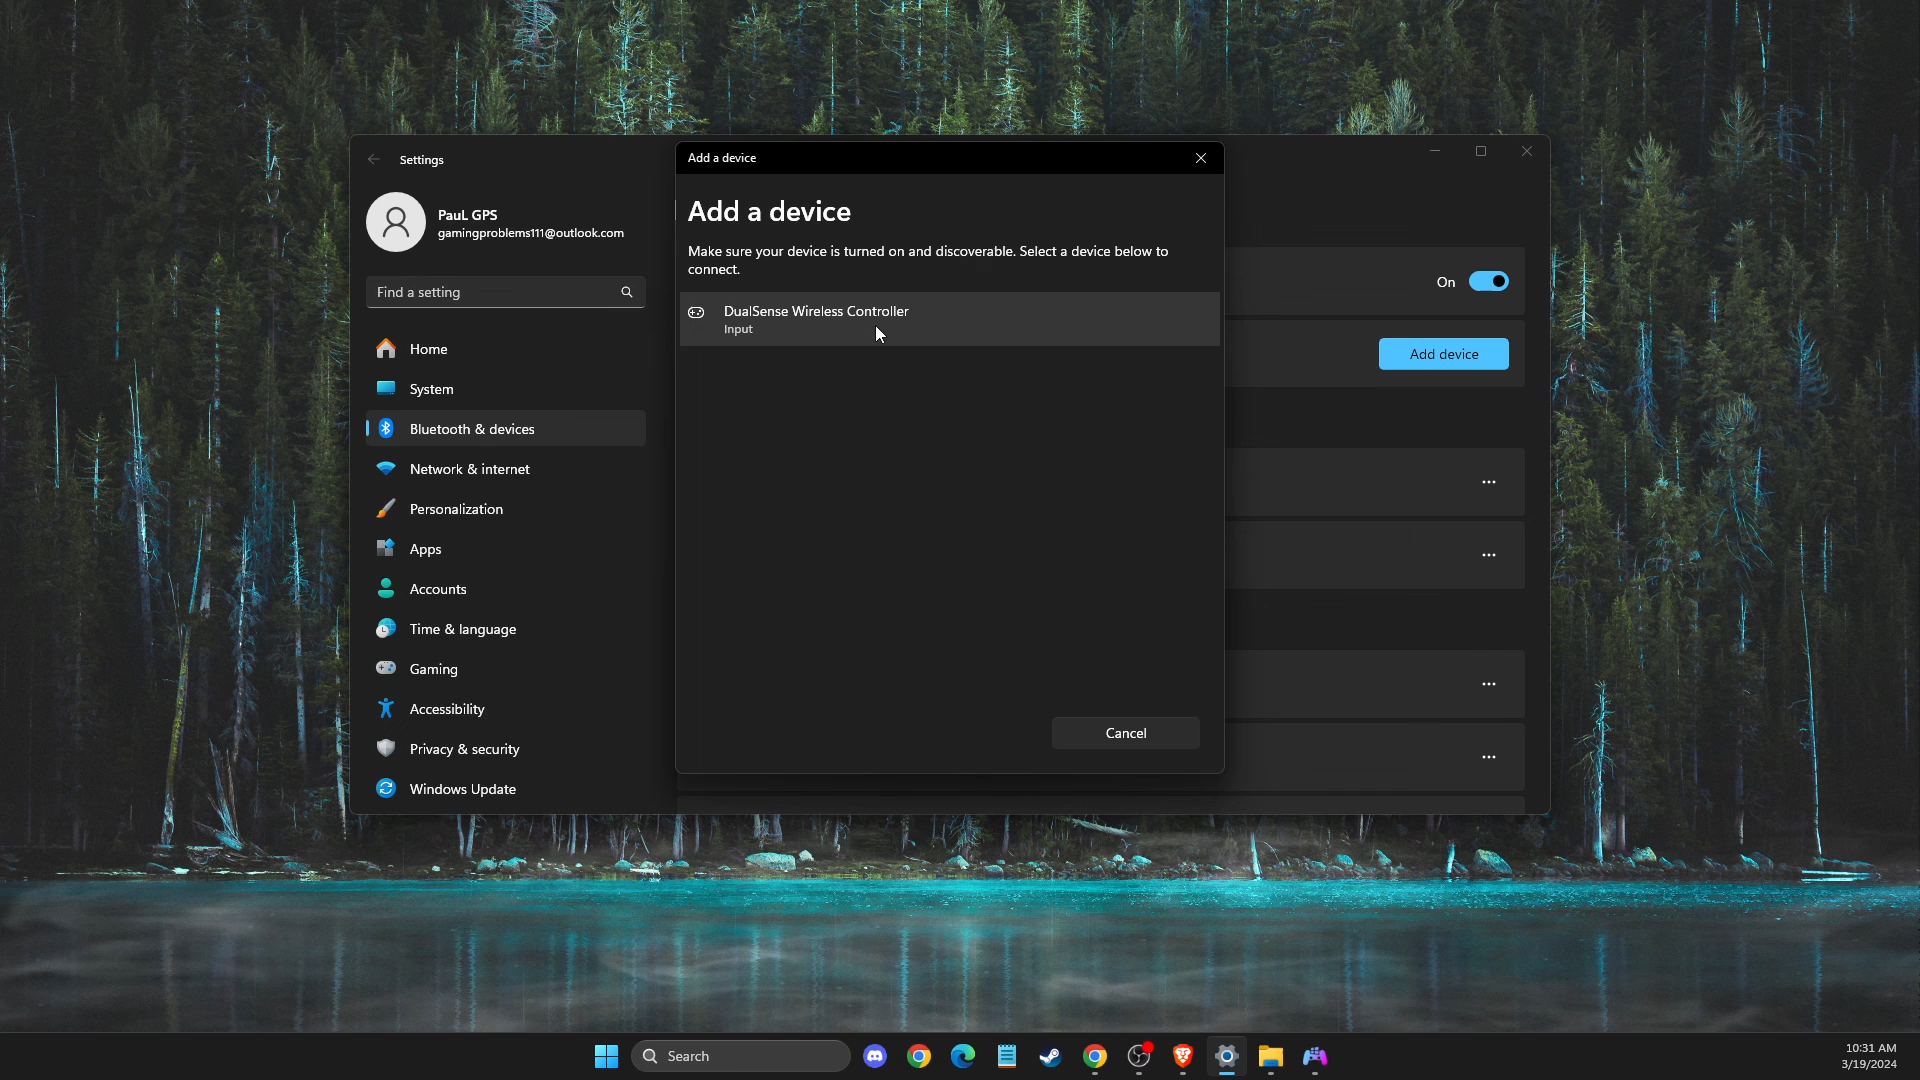 Settings
PauL GPS
gamingproblems111@outlook.com
Find a setting
Home
System
Bluetooth & devices
Network & internet
Personalization
Apps
Accounts
Time & language
Gaming
Accessibility
Privacy & security
Windows Update
Add a device
Add a device
Make sure your device is turned on and discoverable. Select a device below to
connect.
DualSense Wireless Controller
Input
Cancel
On
Add device
Search
10:31 AM
3/19/2024